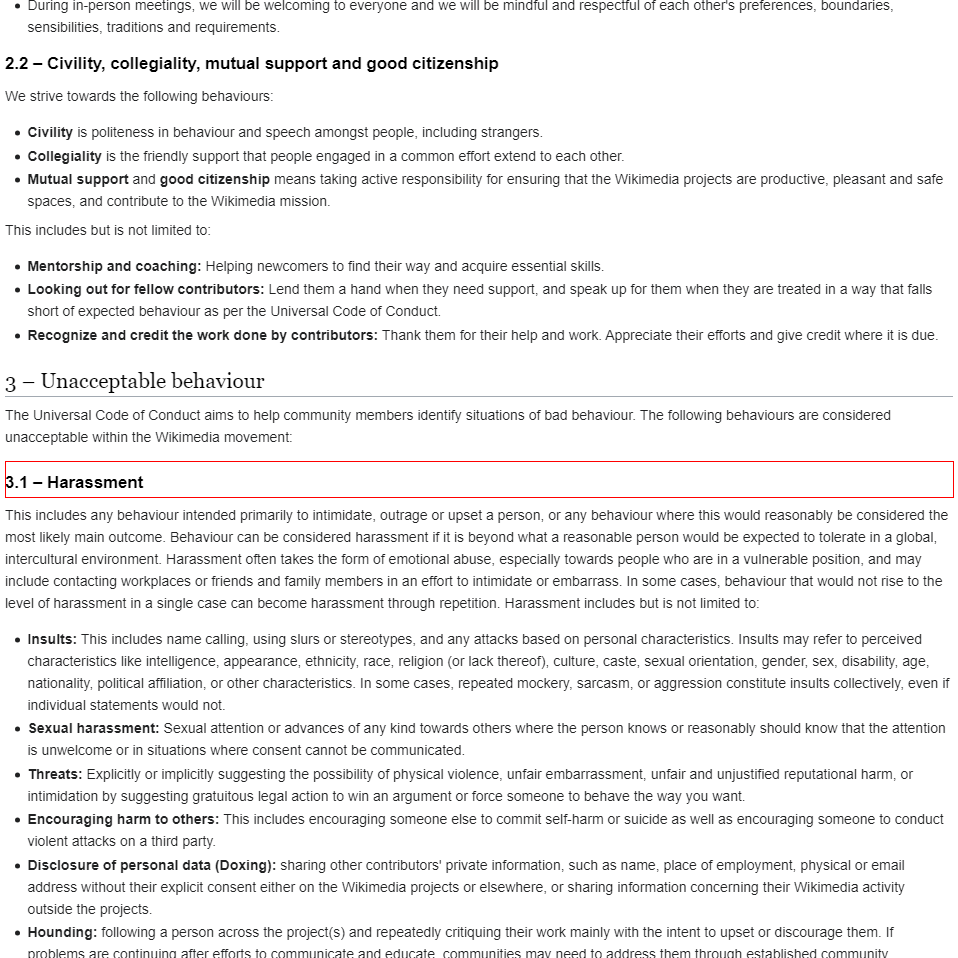 • During in-person meetings, we will be welcoming to everyone and we will be mindful and respectful of each other's preferences, boundaries,
sensibilities, traditions and requirements.
2.2 – Civility, collegiality, mutual support and good citizenship
We strive towards the following behaviours:
• Civility is politeness in behaviour and speech amongst people, including strangers.
• Collegiality is the friendly support that people engaged in a common effort extend to each other.
• Mutual support and good citizenship means taking active responsibility for ensuring that the Wikimedia projects are productive, pleasant and safe
spaces, and contribute to the Wikimedia mission.
This includes but is not limited to:
• Mentorship and coaching: Helping newcomers to find their way and acquire essential skills.
• Looking out for fellow contributors: Lend them a hand when they need support, and speak up for them when they are treated in a way that falls
short of expected behaviour as per the Universal Code of Conduct.
• Recognize and credit the work done by contributors: Thank them for their help and work. Appreciate their efforts and give credit where it is due.
3 – Unacceptable behaviour
The Universal Code of Conduct aims to help community members identify situations of bad behaviour. The following behaviours are considered
unacceptable within the Wikimedia movement:
3.1 – Harassment
This includes any behaviour intended primarily to intimidate, outrage or upset a person, or any behaviour where this would reasonably be considered the
most likely main outcome. Behaviour can be considered harassment if it is beyond what a reasonable person would be expected to tolerate in a global,
intercultural environment. Harassment often takes the form of emotional abuse, especially towards people who are in a vulnerable position, and may
include contacting workplaces or friends and family members in an effort to intimidate or embarrass. In some cases, behaviour that would not rise to the
level of harassment in a single case can become harassment through repetition. Harassment includes but is not limited to:
• Insults: This includes name calling, using slurs or stereotypes, and any attacks based on personal characteristics. Insults may refer to perceived
characteristics like intelligence, appearance, ethnicity, race, religion (or lack thereof), culture, caste, sexual orientation, gender, sex, disability, age,
nationality, political affiliation, or other characteristics. In some cases, repeated mockery, sarcasm, or aggression constitute insults collectively, even if
individual statements would not.
• Sexual harassment: Sexual attention or advances of any kind towards others where the person knows or reasonably should know that the attention
is unwelcome or in situations where consent cannot be communicated.
• Threats: Explicitly or implicitly suggesting the possibility of physical violence, unfair embarrassment, unfair and unjustified reputational harm, or
intimidation by suggesting gratuitous legal action to win an argument or force someone to behave the way you want.
• Encouraging harm to others: This includes encouraging someone else to commit self-harm or suicide as well as encouraging someone to conduct
violent attacks on a third party.
• Disclosure of personal data (Doxing): sharing other contributors' private information, such as name, place of employment, physical or email
address without their explicit consent either on the Wikimedia projects or elsewhere, or sharing information concerning their Wikimedia activity
outside the projects.
• Hounding: following a person across the project(s) and repeatedly critiquing their work mainly with the intent to upset or discourage them. If
problems are continuing after efforts to communicate and educate, communities may need to address them through established community